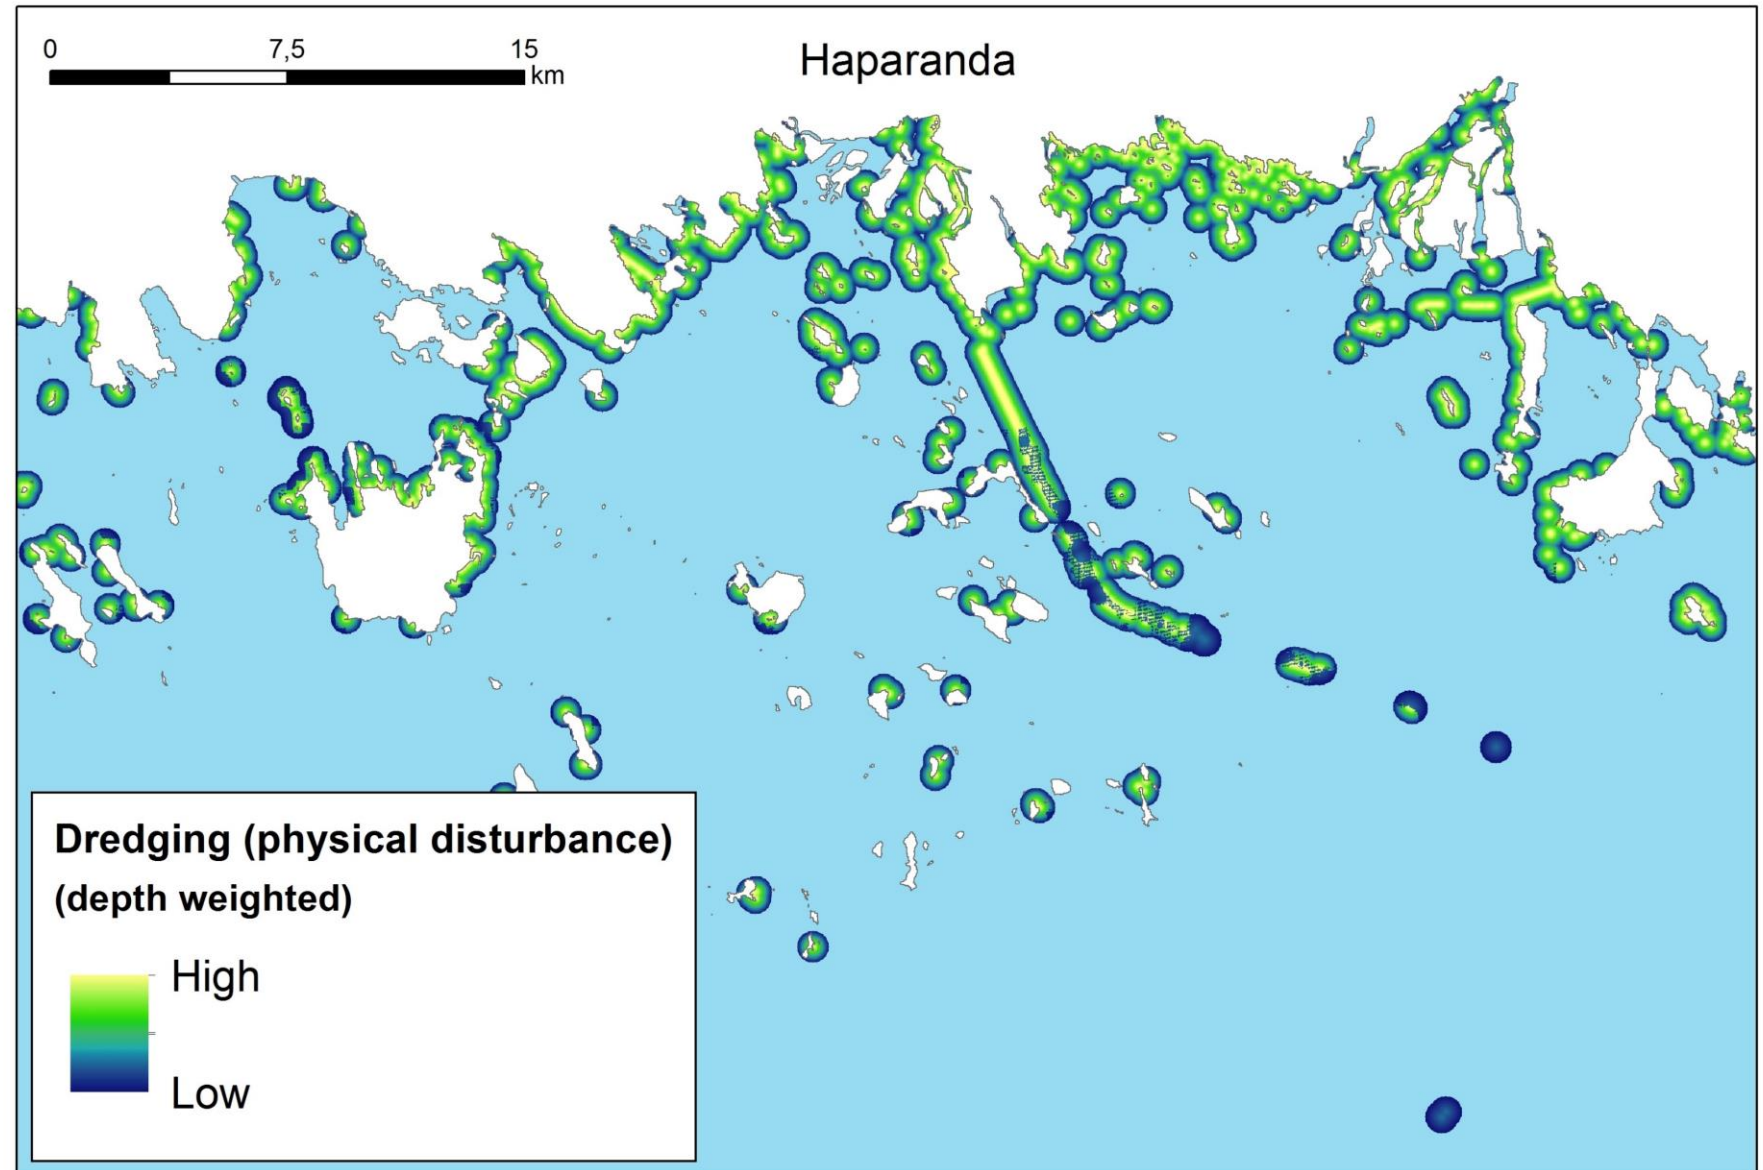 0 7,5 15
km
Haparanda
Dredging (physical disturbance)
(depth weighted)
High
Low